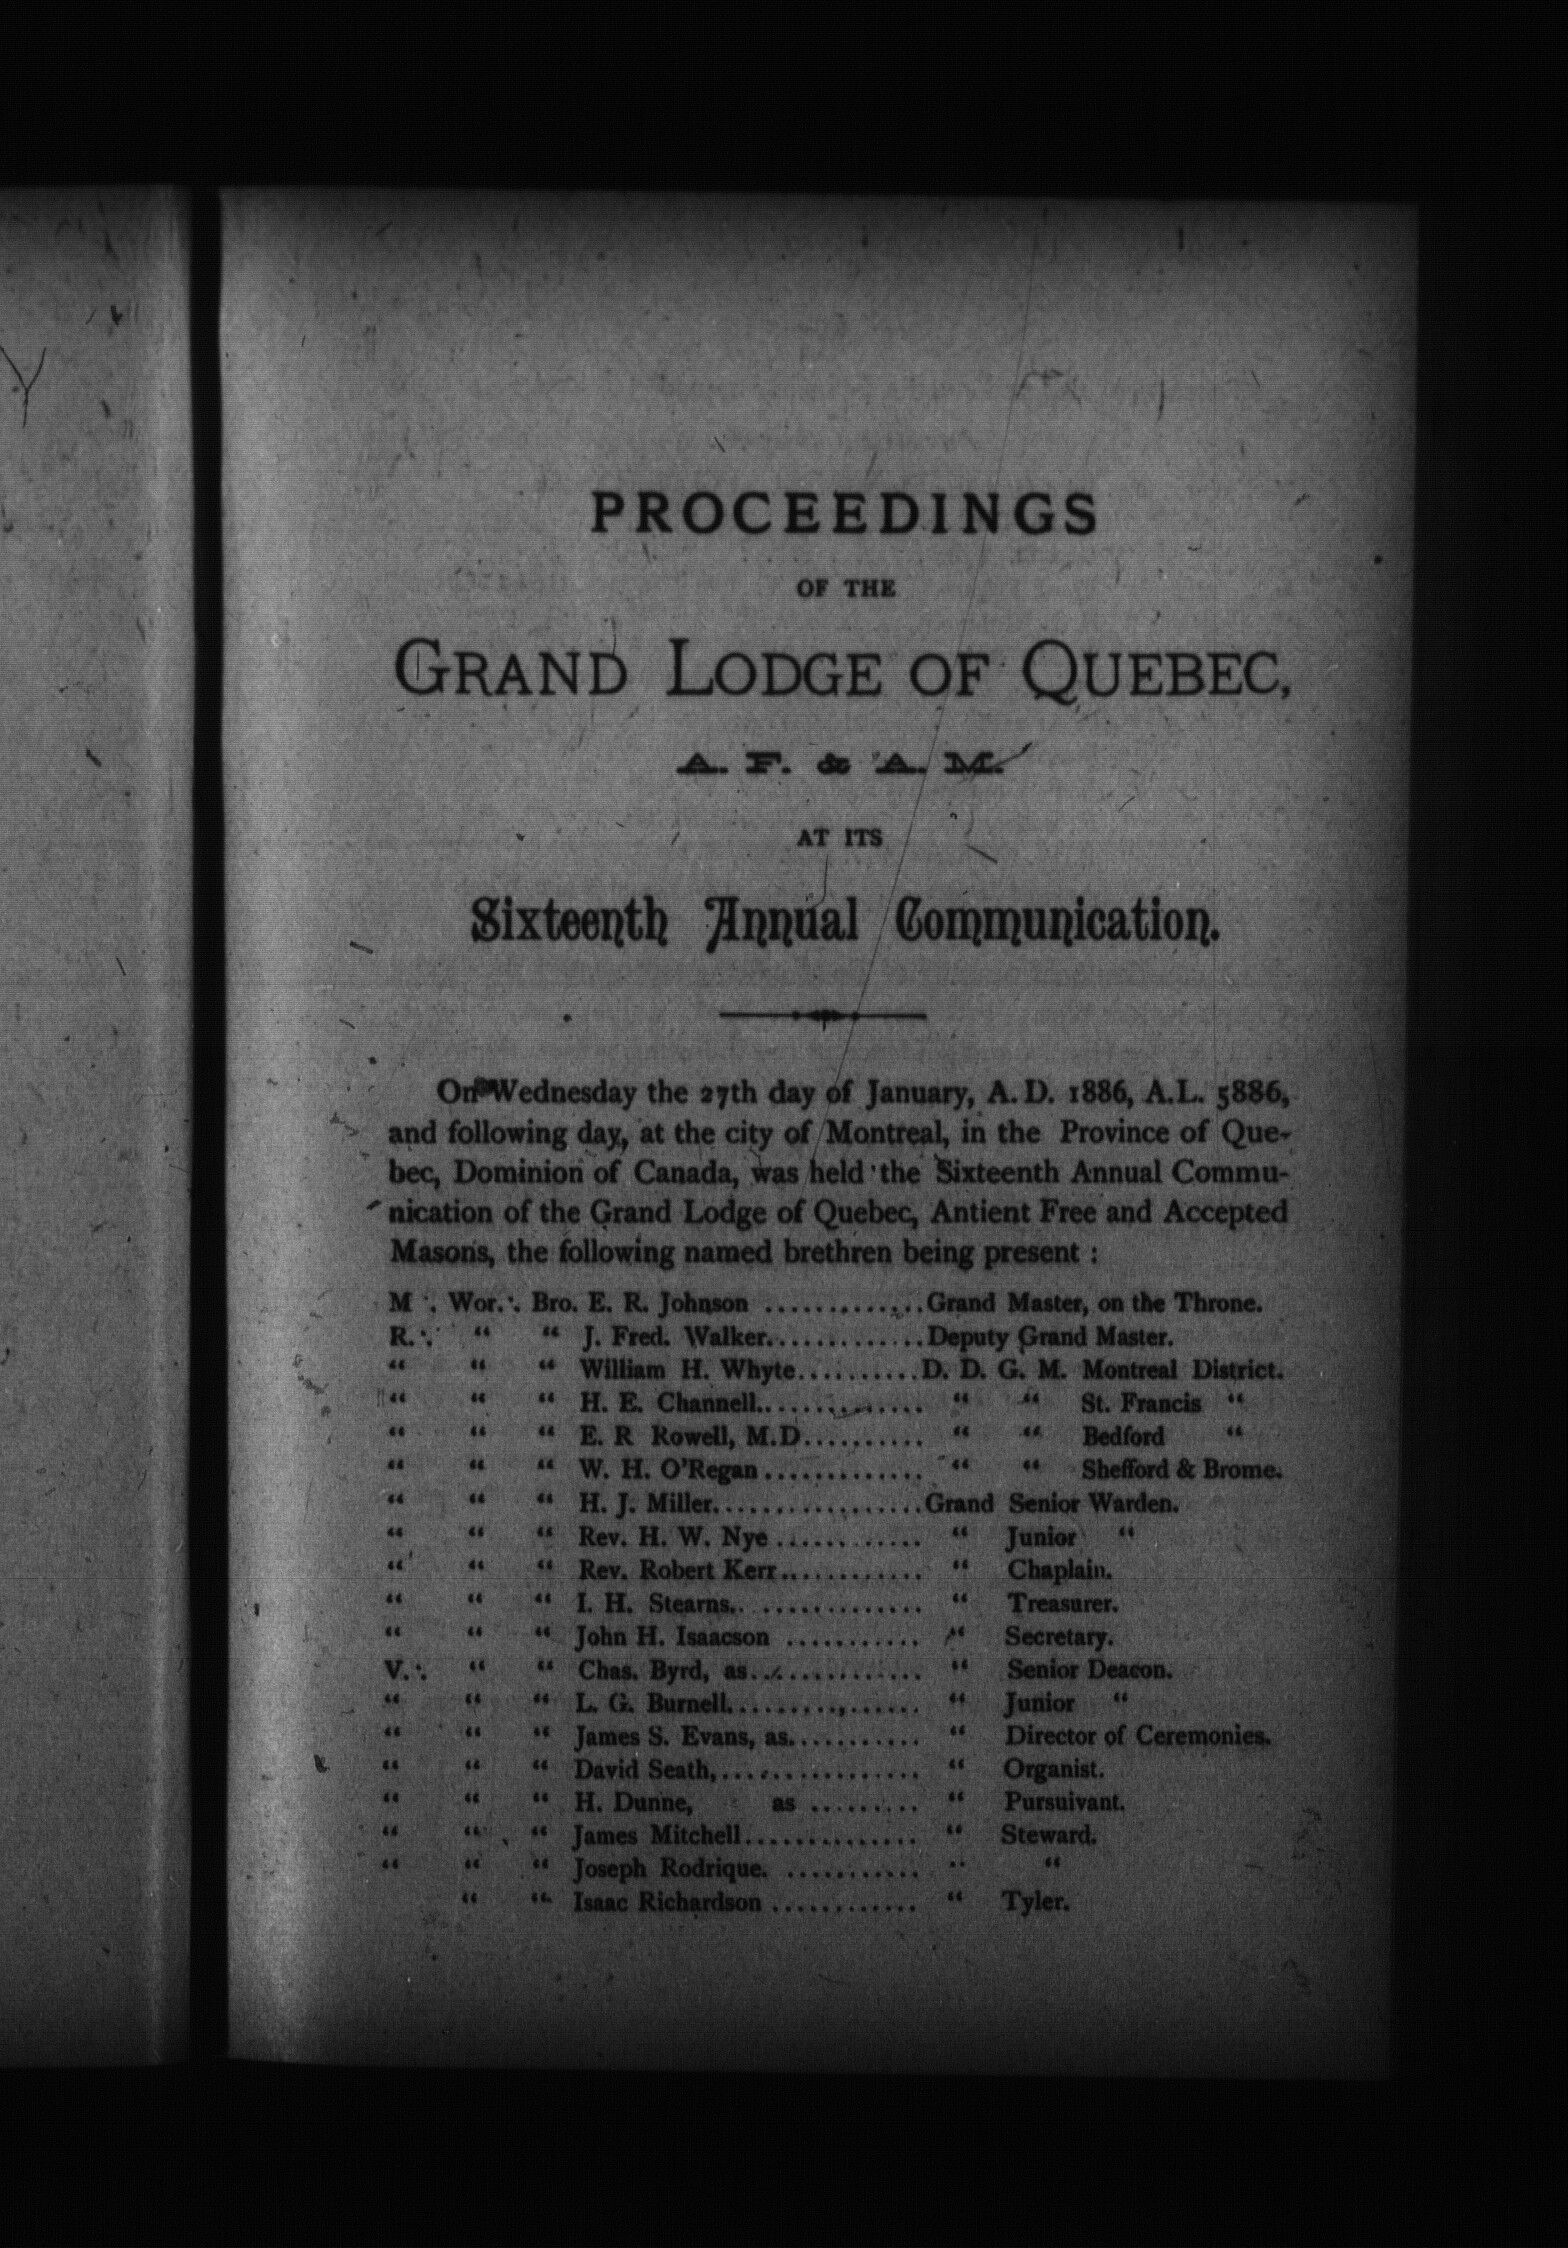 PROCEEDINGS
OF THE
GRAND LODGE OF QUEBEC,
A. F. & A. M.
AT ITS
Sixteenth Annual Communication.
On Wednesday the 27th day of January, A. D. 1886, A.L. 5886,
and following day, at the city of Montreal, in the Province of Que-
bec, Dominion of Canada, was held the Sixteenth Annual Commu-
nication of the Grand Lodge of Quebec, Antient Free and Accepted
Masons, the following named brethren being present :
M ∴ Wor.∴ Bro. E. R. Johnson .............Grand Master, on the Throne.
R.∴ “ “ J. Fred. Walker.............Deputy Grand Master.
“ “ “ William H. Whyte..........D. D. G. M. Montreal District.
“ “ “ H. E. Channell.............. “ “ St. Francis “
“ “ “ E. R Rowell, M.D.......... “ “ Bedford “
“ “ “ W. H. O'Regan ............. “ “ Shefford & Brome.
“ “ “ H. J. Miller.................Grand Senior Warden.
“ “ “ Rev. H. W. Nye ............ “ Junior “
“ “ “ Rev. Robert Kerr............ “ Chaplain.
“ “ “ I. H. Stearns.. ............. “ Treasurer.
“ “ “ John H. Isaacson ........... “ Secretary.
V.∴ “ “ Chas. Byrd, as.............. “ Senior Deacon.
“ “ “ L. G. Burnell................ “ Junior “
“ “ “ James S. Evans, as........... “ Director of Ceremonies.
“ “ “ David Seath,................ “ Organist.
“ “ “ H. Dunne, as ......... “ Pursuivant.
“ “ “ James Mitchell.............. “ Steward.
“ “ “ Joseph Rodrique. ........... “ “
“ “ Isaac Richardson ............ “ Tyler.